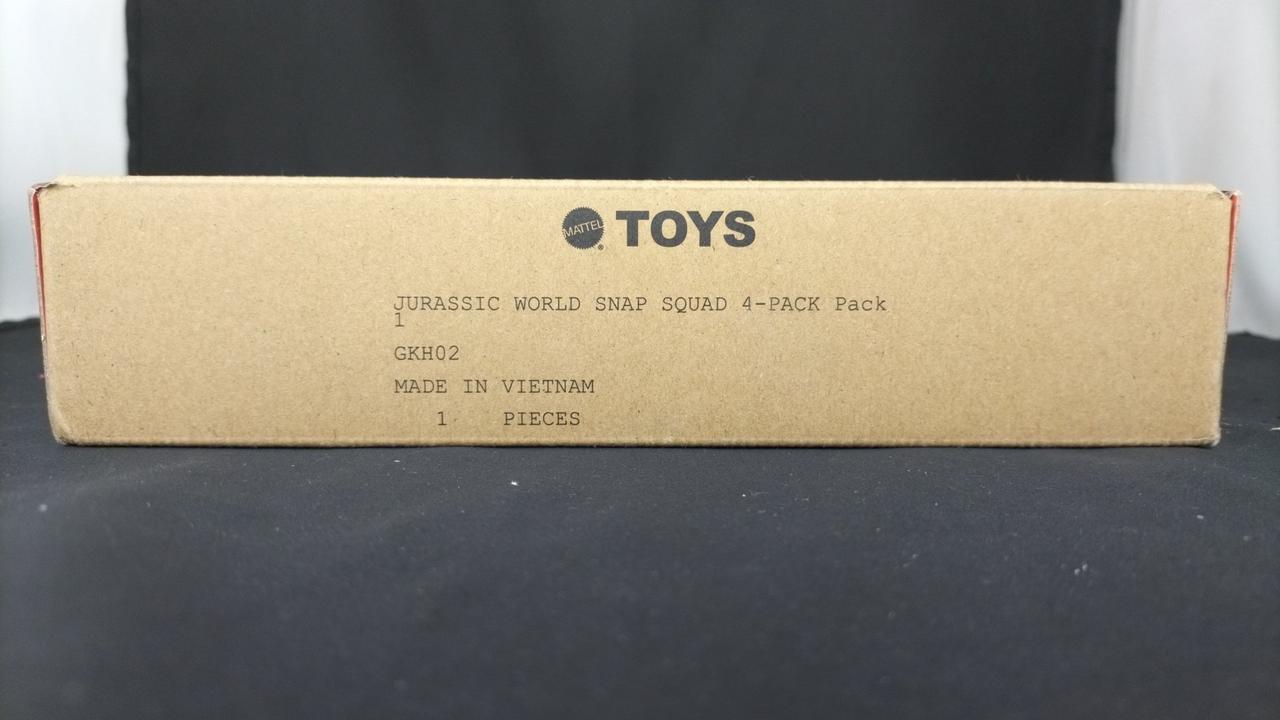 MATTEL® TOYS
JURASSIC WORLD SNAP SQUAD 4-PACK Pack
1
GKH02
MADE IN VIETNAM
1 PIECES